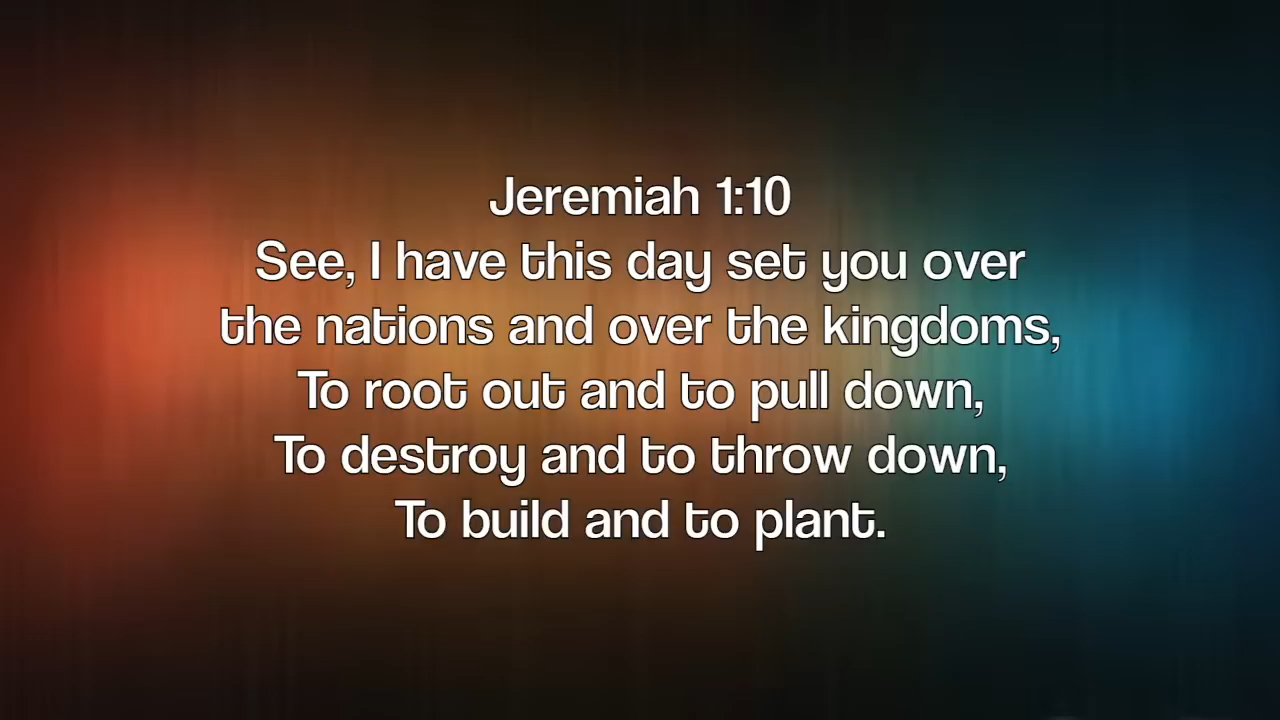 Jeremiah 1:10
See, I have this day set you over
the nations and over the kingdoms,
To root out and to pull down,
To destroy and to throw down,
To build and to plant.